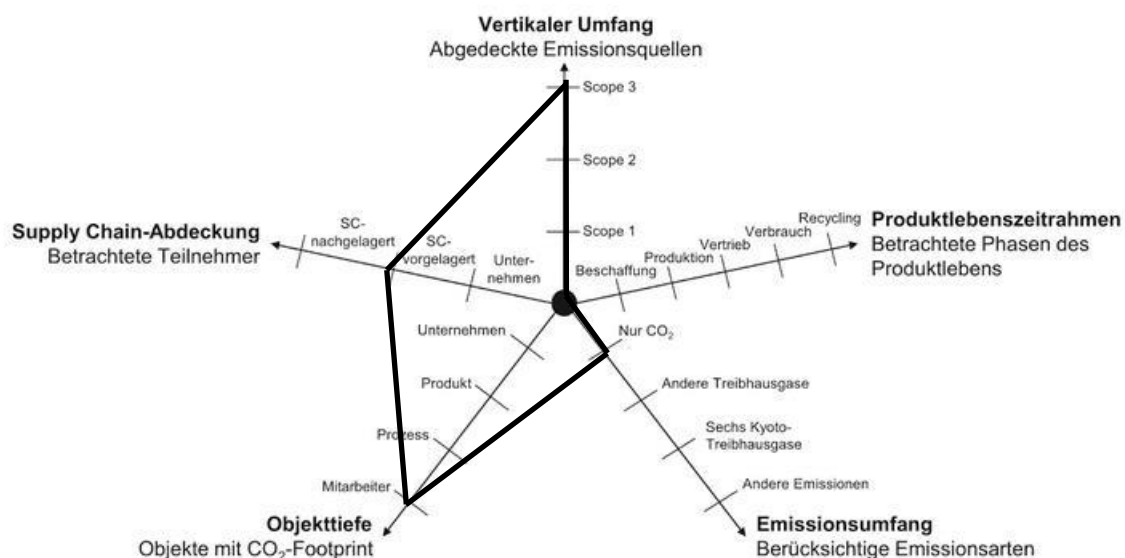 Vertikaler Umfang
Abgedeckte Emissionsquellen
Scope 3
Scope 2
Scope 1
Supply Chain-Abdeckung
Betrachtete Teilnehmer
SC-
nachgelagert
SC-
vorgelagert
Unter-
nehmen
Recycling
Verbrauch
Vertrieb
Produktion
Beschaffung
Produktlebenszeitrahmen
Betrachtete Phasen des
Produktlebens
Unternehmen
Produkt
Prozess
Mitarbeiter
Objekttiefe
Objekte mit CO₂-Footprint
Nur CO₂
Andere Treibhausgase
Sechs Kyoto-
Treibhausgase
Andere Emissionen
Emissionsumfang
Berücksichtige Emissionsarten